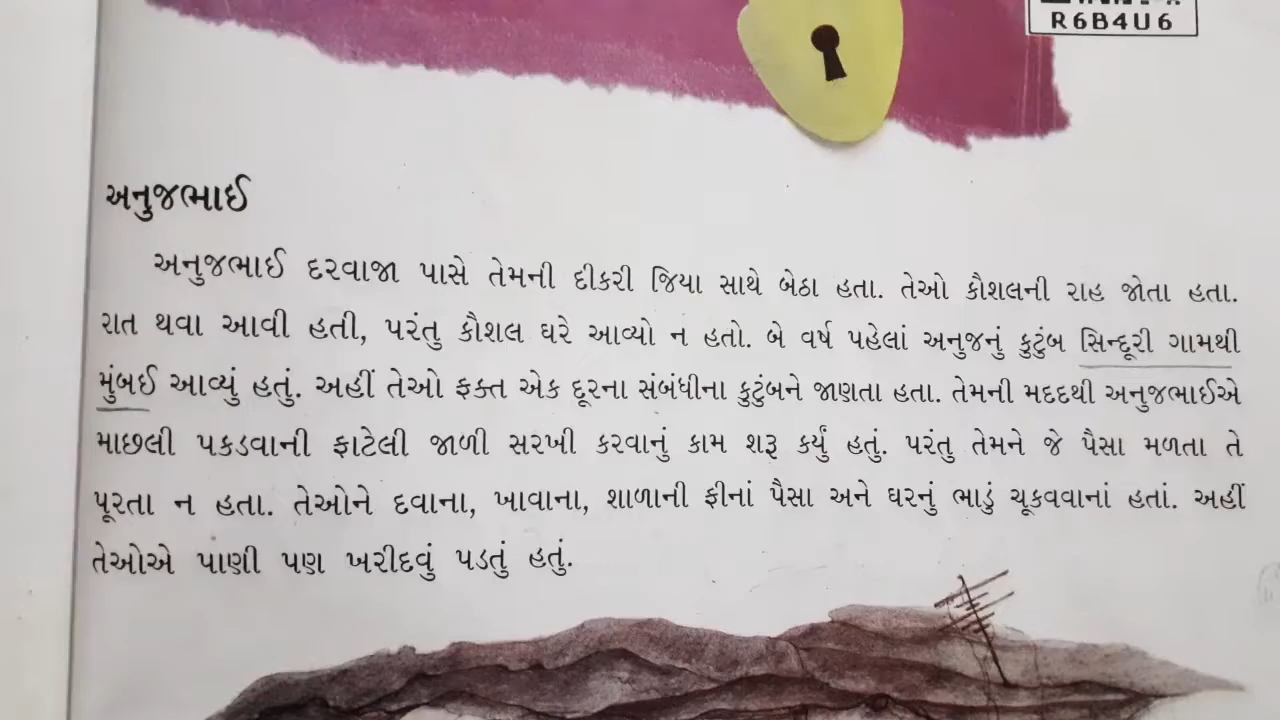 R6B4U6
અનુજભાઈ
અનુજભાઈ દરવાજા પાસે તેમની દીકરી જિયા સાથે બેઠા હતા. તેઓ કૌશલની રાહ જોતા હતા.
રાત થવા આવી હતી, પરંતુ કૌશલ ઘરે આવ્યો ન હતો. બે વર્ષ પહેલાં અનુજનું કુટુંબ સિન્દૂરી ગામથી
મુંબઈ આવ્યું હતું. અહીં તેઓ ફક્ત એક દૂરના સંબંધીના કુટુંબને જાણતા હતા. તેમની મદદથી અનુજભાઈએ
માછલી પકડવાની ફાટેલી જાળી સરખી કરવાનું કામ શરૂ કર્યું હતું. પરંતુ તેમને જે પૈસા મળતા તે
પૂરતા ન હતા. તેઓને દવાના, ખાવાના, શાળાની ફીનાં પૈસા અને ઘરનું ભાડું ચૂકવવાનાં હતાં. અહીં
તેઓએ પાણી પણ ખરીદવું પડતું હતું.